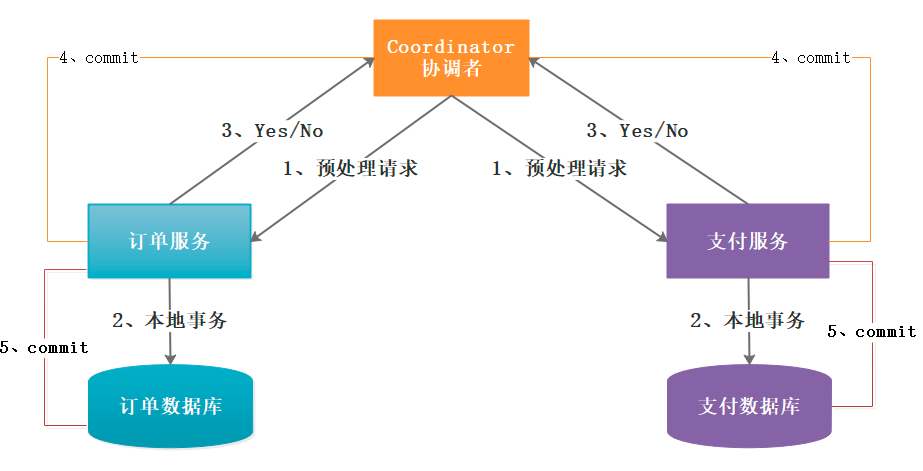 Coordinator
协调者
4、commit
4、commit
3、Yes/No
3、Yes/No
1、预处理请求
1、预处理请求
订单服务
支付服务
2、本地事务
2、本地事务
5、commit
5、commit
订单数据库
支付数据库